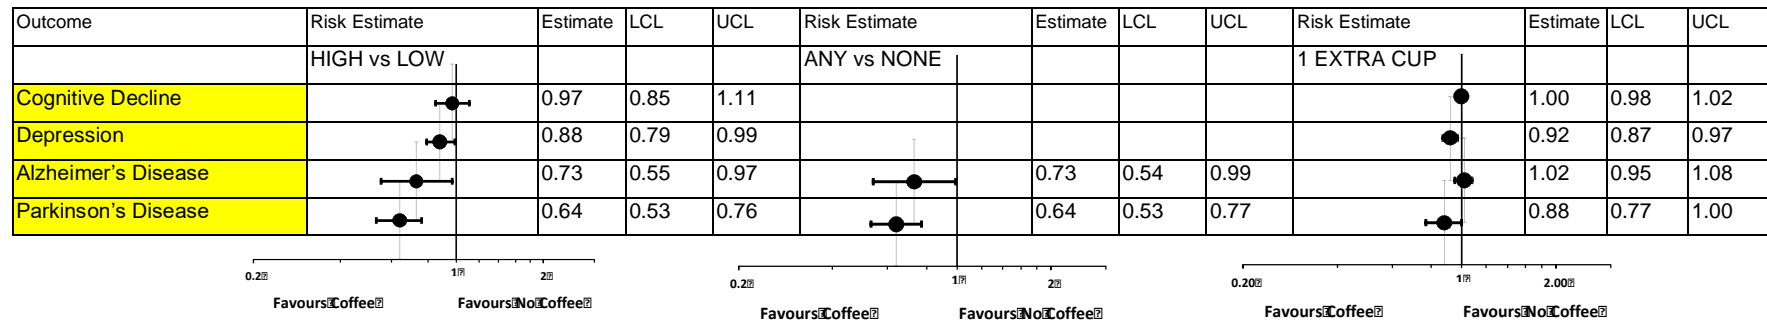 Outcome Risk Estimate Estimate LCL UCL Risk Estimate Estimate LCL UCL Risk Estimate Estimate LCL UCL
HIGH vs LOW ANY vs NONE 1 EXTRA CUP
Cognitive Decline 0.97 0.85 1.11 1.00 0.98 1.02
Depression 0.88 0.79 0.99 0.92 0.87 0.97
Alzheimer's Disease 0.73 0.55 0.97 0.73 0.54 0.99 1.02 0.95 1.08
Parkinson's Disease 0.64 0.53 0.76 0.64 0.53 0.77 0.88 0.77 1.00
0.2 1 2 0.2 1 2 0.20 1 2.00
Favours Coffee Favours No Coffee Favours Coffee Favours No Coffee Favours Coffee Favours No Coffee